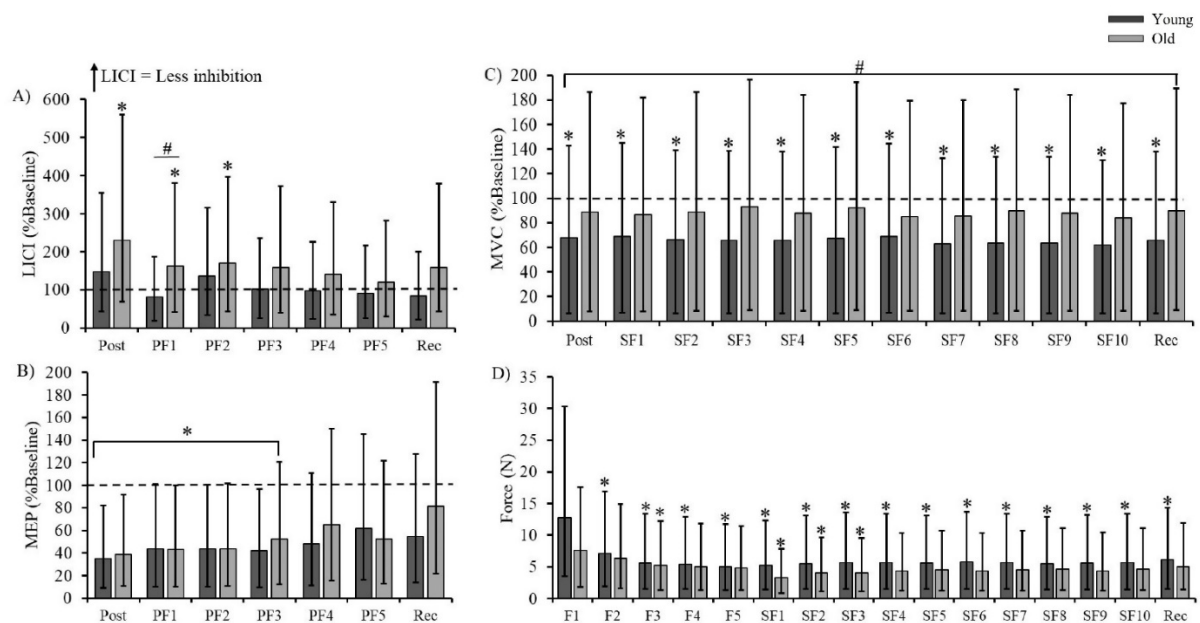 Young
Old
LICI = Less inhibition
A)
LICI (%Baseline)
600
500
400
300
200
100
0
*
#
*
*
Post PF1 PF2 PF3 PF4 PF5 Rec
B)
MEP (%Baseline)
200
180
160
140
120
100
80
60
40
20
0
*
Post PF1 PF2 PF3 PF4 PF5 Rec
C)
MVC (%Baseline)
200
180
160
140
120
100
80
60
40
20
0
#
* * * * * * * * * * * *
Post SF1 SF2 SF3 SF4 SF5 SF6 SF7 SF8 SF9 SF10 Rec
D)
Force (N)
35
30
25
20
15
10
5
0
* * * * * * * * * * * * * * * * * * *
F1 F2 F3 F4 F5 SF1 SF2 SF3 SF4 SF5 SF6 SF7 SF8 SF9 SF10 Rec